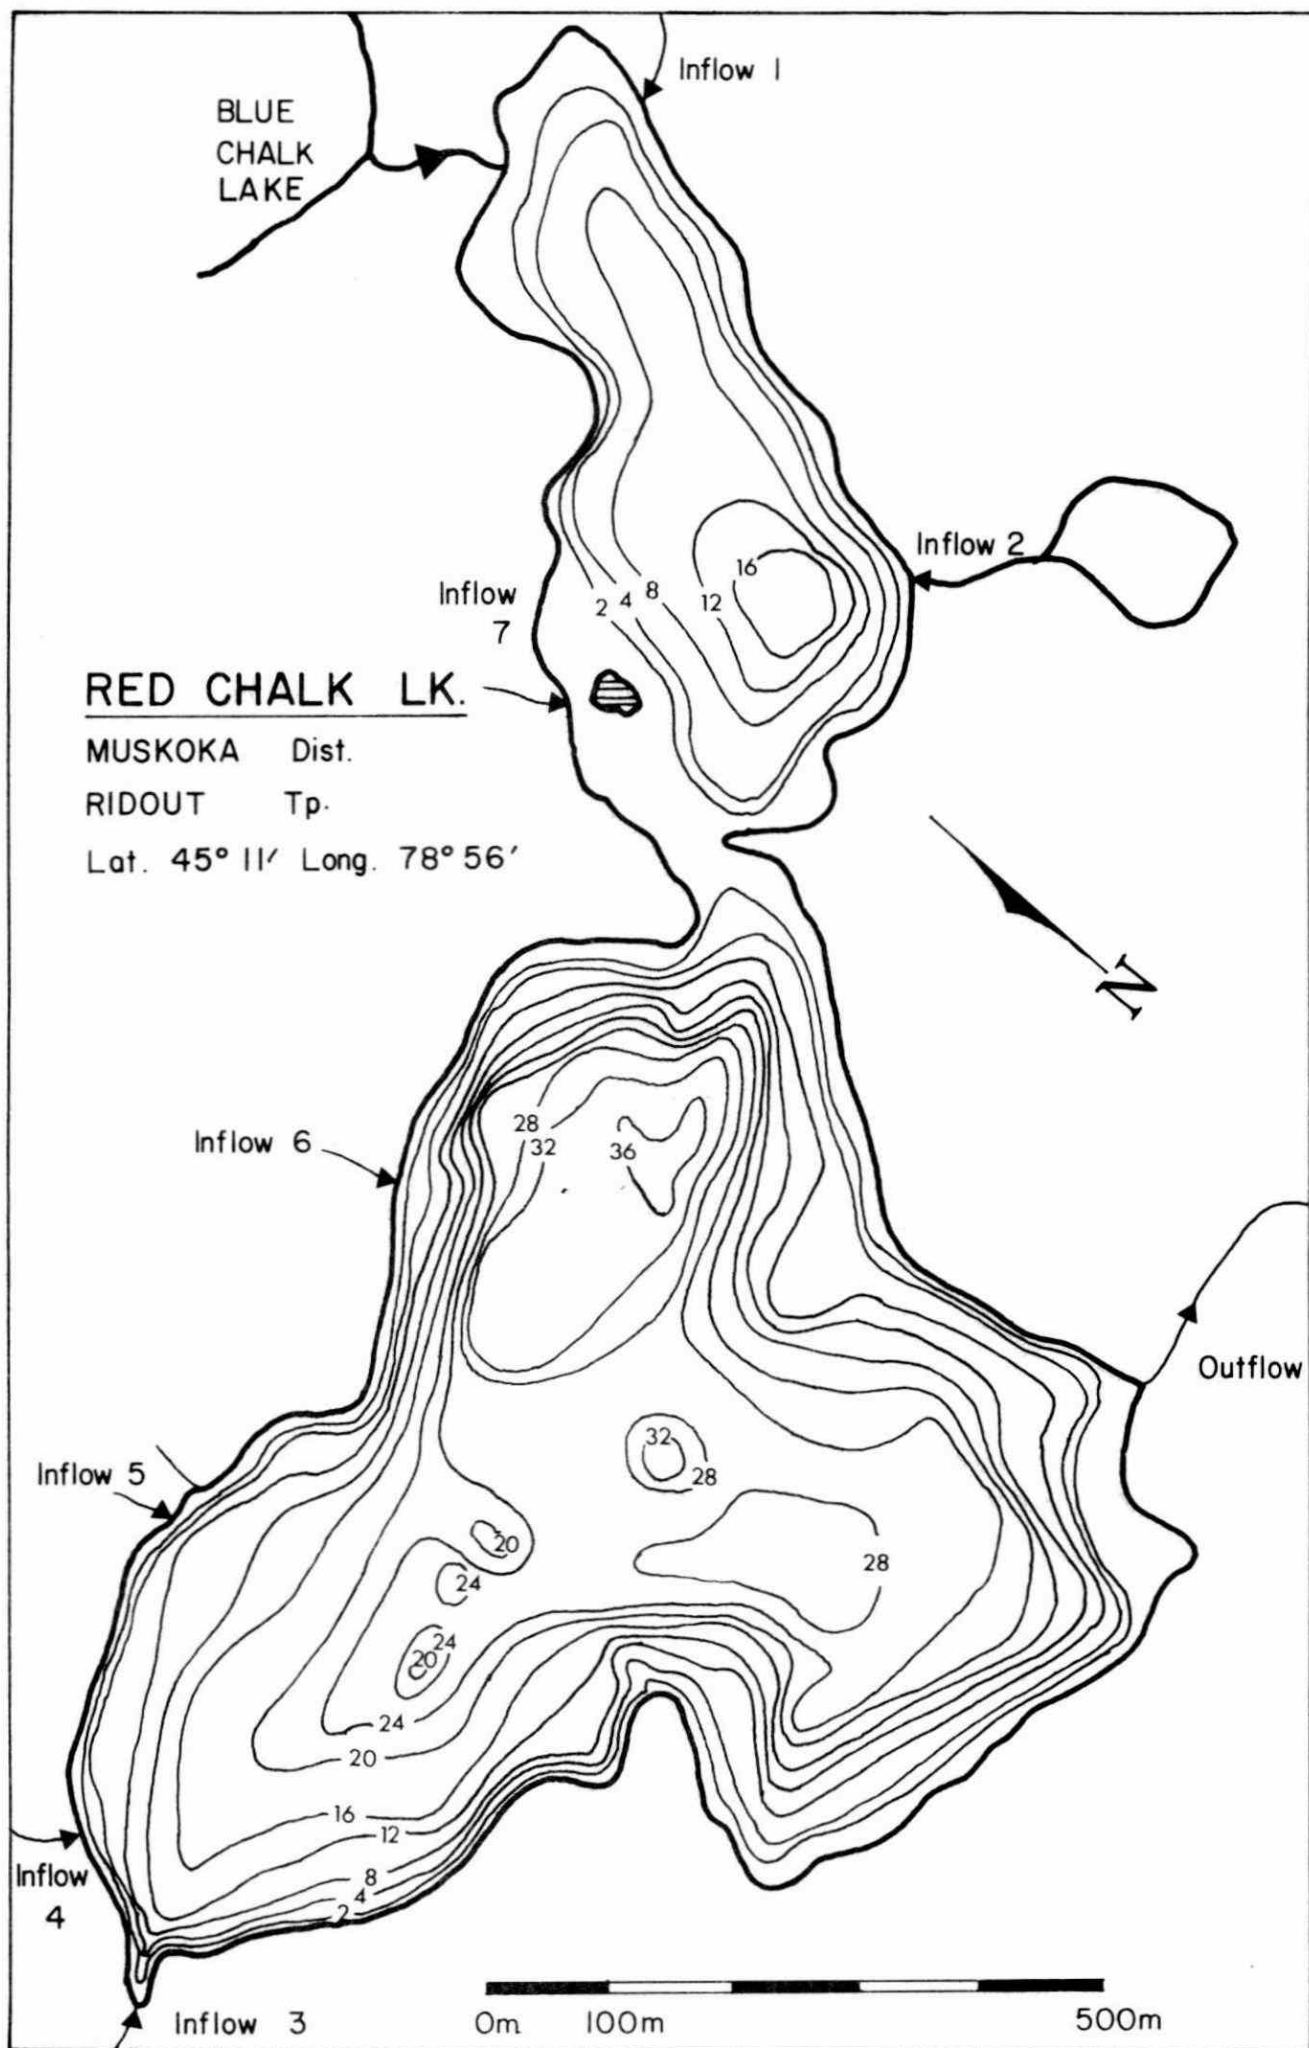 Inflow 1
BLUE
CHALK
LAKE
Inflow 2
16
2 4 8 12
Inflow
7
RED CHALK LK.
MUSKOKA Dist.
RIDOUT Tp.
Lat. 45° 11′ Long. 78° 56′
N
28
32 36
Inflow 6
Outflow
32
28
Inflow 5
20
28
24
24
20
24
20
16
12
8
4
2
Inflow
4
Inflow 3
0m 100m 500m